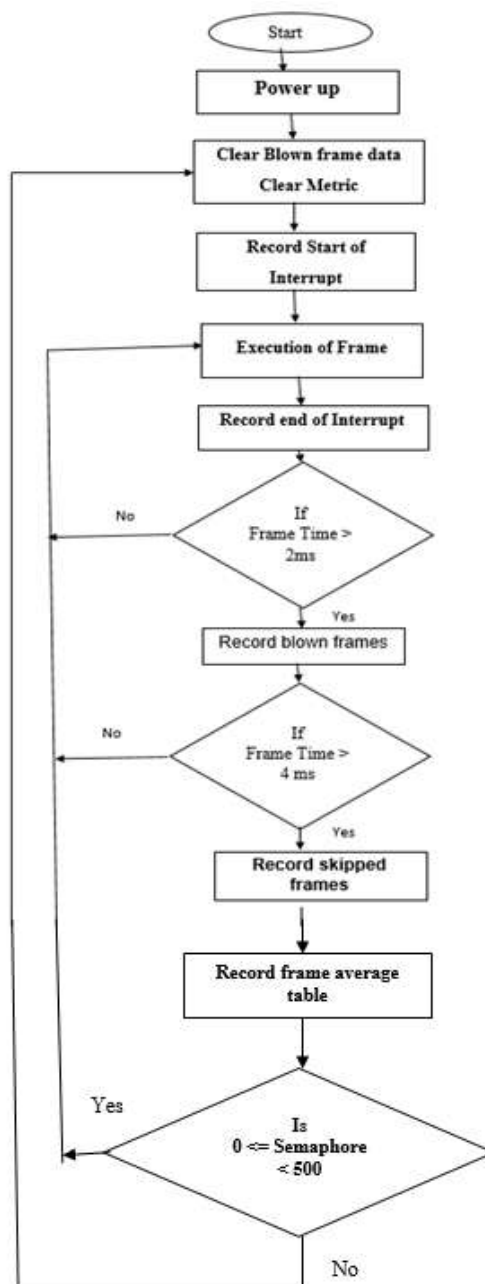 Start
Power up
Clear Blown frame data
Clear Metric
Record Start of
Interrupt
Execution of Frame
Record end of Interrupt
No
If
Frame Time >
2ms
Yes
Record blown frames
No
If
Frame Time >
4 ms
Yes
Record skipped
frames
Record frame average
table
Yes
Is
0 <= Semaphore
< 500
No